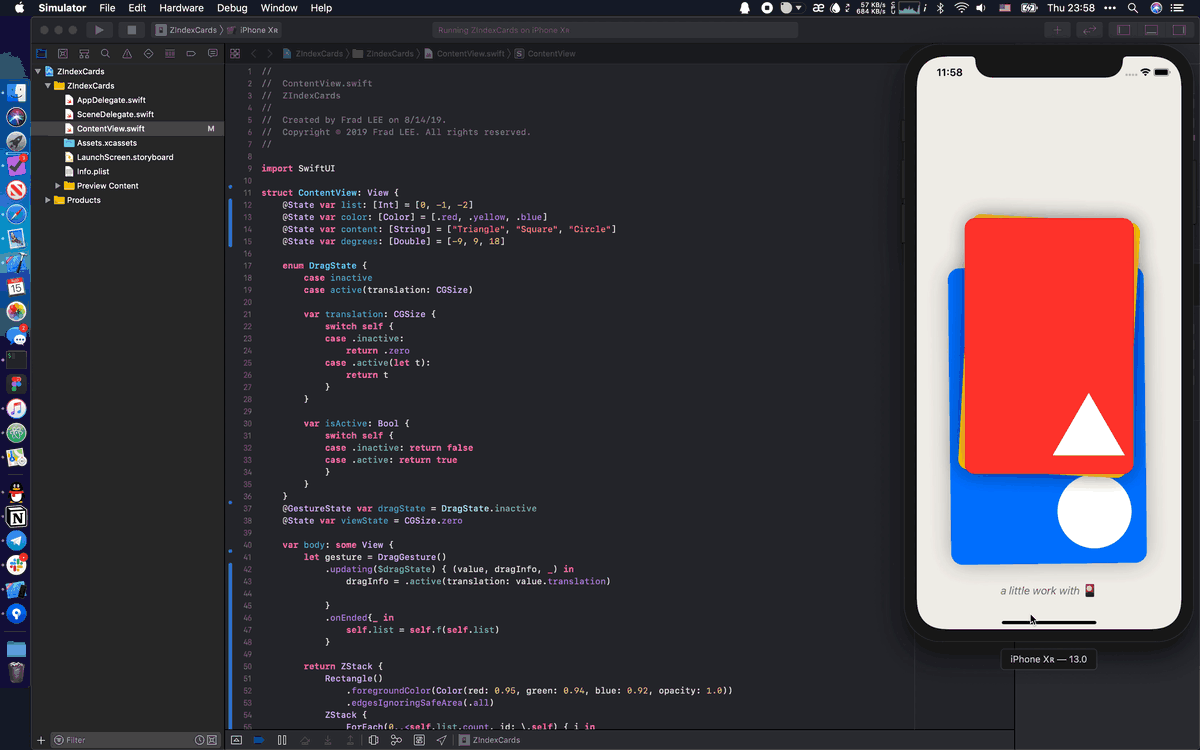 Simulator File Edit Hardware Debug Window Help
57 KB/s
684 KB/s
Thu 23:58
ZIndexCards 〉 iPhone Xʀ
Running ZIndexCards on iPhone Xʀ
ZIndexCards 〉 ZIndexCards 〉 ContentView.swift 〉 S ContentView
ZIndexCards
ZIndexCards
AppDelegate.swift
SceneDelegate.swift
ContentView.swift M
Assets.xcassets
LaunchScreen.storyboard
Info.plist
Preview Content
Products
Filter
1 //
2 // ContentView.swift
3 // ZIndexCards
4 //
5 // Created by Frad LEE on 8/14/19.
6 // Copyright © 2019 Frad LEE. All rights reserved.
7 //
8
9 import SwiftUI
10
11 struct ContentView: View {
12 @State var list: [Int] = [0, -1, -2]
13 @State var color: [Color] = [.red, .yellow, .blue]
14 @State var content: [String] = ["Triangle", "Square", "Circle"]
15 @State var degrees: [Double] = [-9, 9, 18]
16
17 enum DragState {
18 case inactive
19 case active(translation: CGSize)
20
21 var translation: CGSize {
22 switch self {
23 case .inactive:
24 return .zero
25 case .active(let t):
26 return t
27 }
28 }
29
30 var isActive: Bool {
31 switch self {
32 case .inactive: return false
33 case .active: return true
34 }
35 }
36 }
37 @GestureState var dragState = DragState.inactive
38 @State var viewState = CGSize.zero
39
40 var body: some View {
41 let gesture = DragGesture()
42 .updating($dragState) { (value, dragInfo, _) in
43 dragInfo = .active(translation: value.translation)
44
45 }
46 .onEnded{_ in
47 self.list = self.f(self.list)
48 }
49
50 return ZStack {
51 Rectangle()
52 .foregroundColor(Color(red: 0.95, green: 0.94, blue: 0.92, opacity: 1.0))
53 .edgesIgnoringSafeArea(.all)
54 ZStack {
55 ForEach(0..<self.list.count, id: \.self) { i in
ZIndexCards
11:58
a little work with 🎴
iPhone Xʀ — 13.0